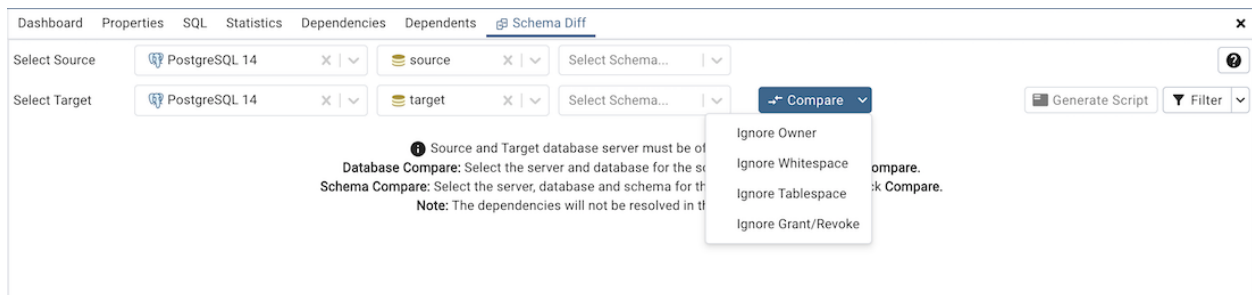 Dashboard Properties SQL Statistics Dependencies Dependents Schema Diff
Select Source PostgreSQL 14 source Select Schema...
Select Target PostgreSQL 14 target Select Schema... Compare Generate Script Filter
Ignore Owner
Ignore Whitespace
Ignore Tablespace
Ignore Grant/Revoke
Source and Target database server must be of
Database Compare: Select the server and database for the ompare.
Schema Compare: Select the server, database and schema for Compare.
Note: The dependencies will not be resolved in